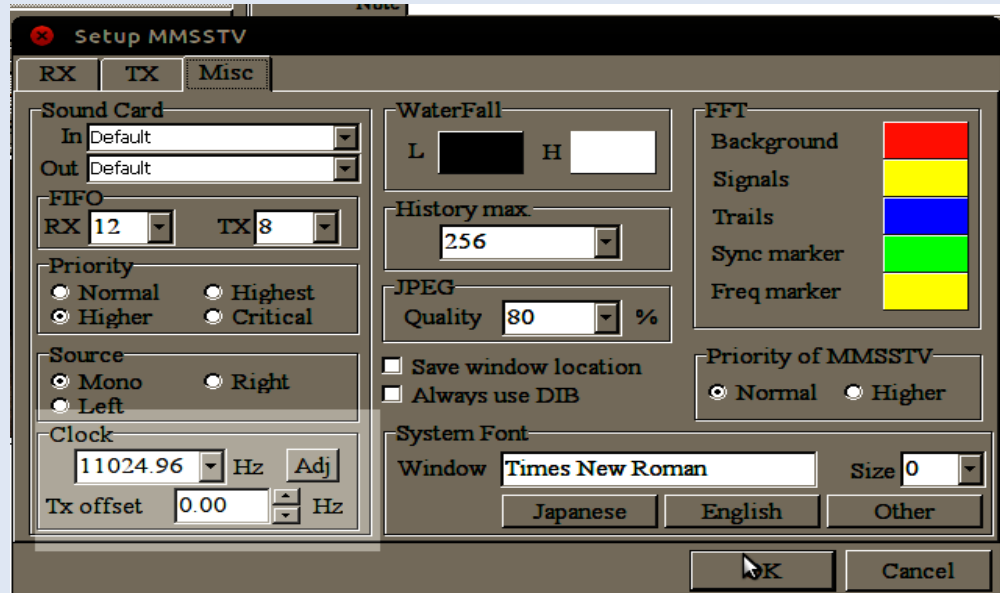 Note
Setup MMSSTV
RX TX Misc
Sound Card
In Default
Out Default
FIFO
RX 12 TX 8
Priority
Normal Highest
Higher Critical
Source
Mono Right
Left
Clock
11024.96 Hz Adj
Tx offset 0.00 Hz
WaterFall
L H
History max.
256
JPEG
Quality 80 %
Save window location
Always use DIB
FFT
Background
Signals
Trails
Sync marker
Freq marker
Priority of MMSSTV
Normal Higher
System Font
Window Times New Roman Size 0
Japanese English Other
OK Cancel